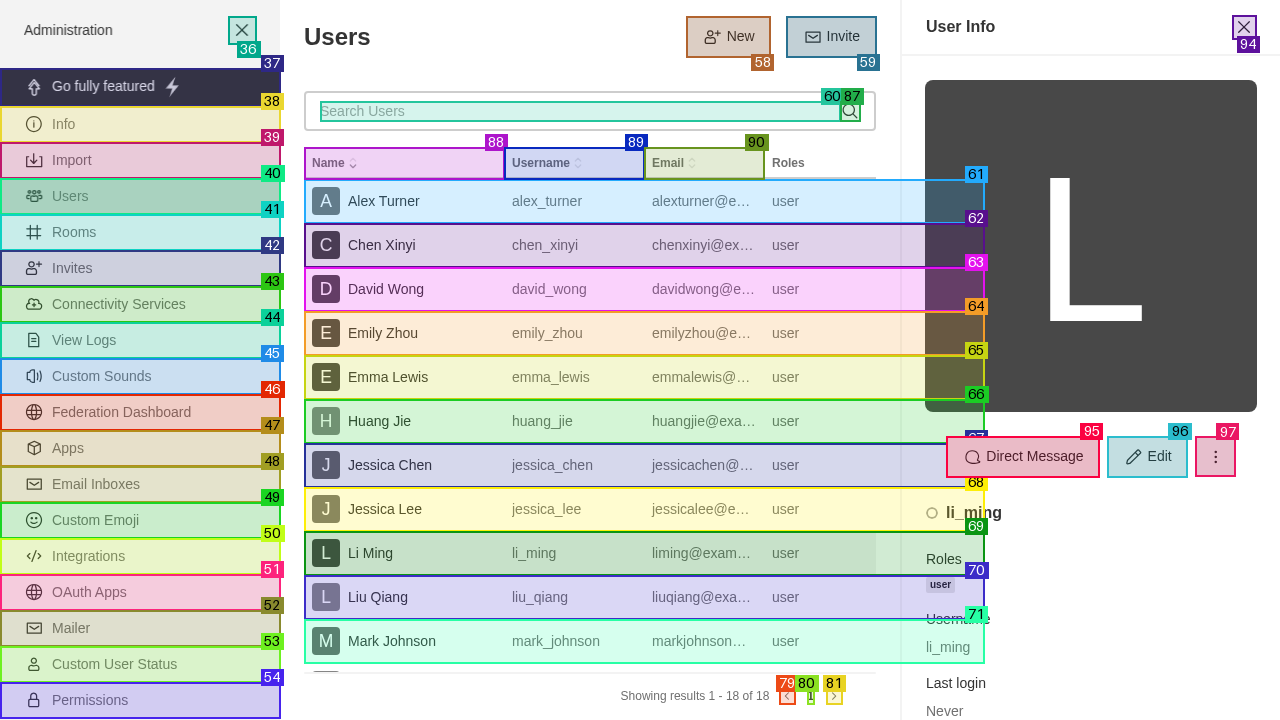 Administration
Go fully featured
Info
Import
Users
Rooms
Invites
Connectivity Services
View Logs
Custom Sounds
Federation Dashboard
Apps
Email Inboxes
Custom Emoji
Integrations
OAuth Apps
Mailer
Custom User Status
Permissions
36
37
38
39
40
41
42
43
44
45
46
47
48
49
50
51
52
53
54
Users
New
Invite
58
59
Search Users
60
87
88
89
90
Name Username Email Roles
A Alex Turner alex_turner alexturner@e… user
C Chen Xinyi chen_xinyi chenxinyi@ex… user
D David Wong david_wong davidwong@e… user
E Emily Zhou emily_zhou emilyzhou@e… user
E Emma Lewis emma_lewis emmalewis@… user
H Huang Jie huang_jie huangjie@exa… user
J Jessica Chen jessica_chen jessicachen@… user
J Jessica Lee jessica_lee jessicalee@e… user
L Li Ming li_ming liming@exam… user
L Liu Qiang liu_qiang liuqiang@exa… user
M Mark Johnson mark_johnson markjohnson… user
61
62
63
64
65
66
68
69
70
71
Showing results 1 - 18 of 18
1
79
80
81
User Info
94
L
Direct Message
Edit
95
96
97
li_ming
Roles
user
Username
li_ming
Last login
Never